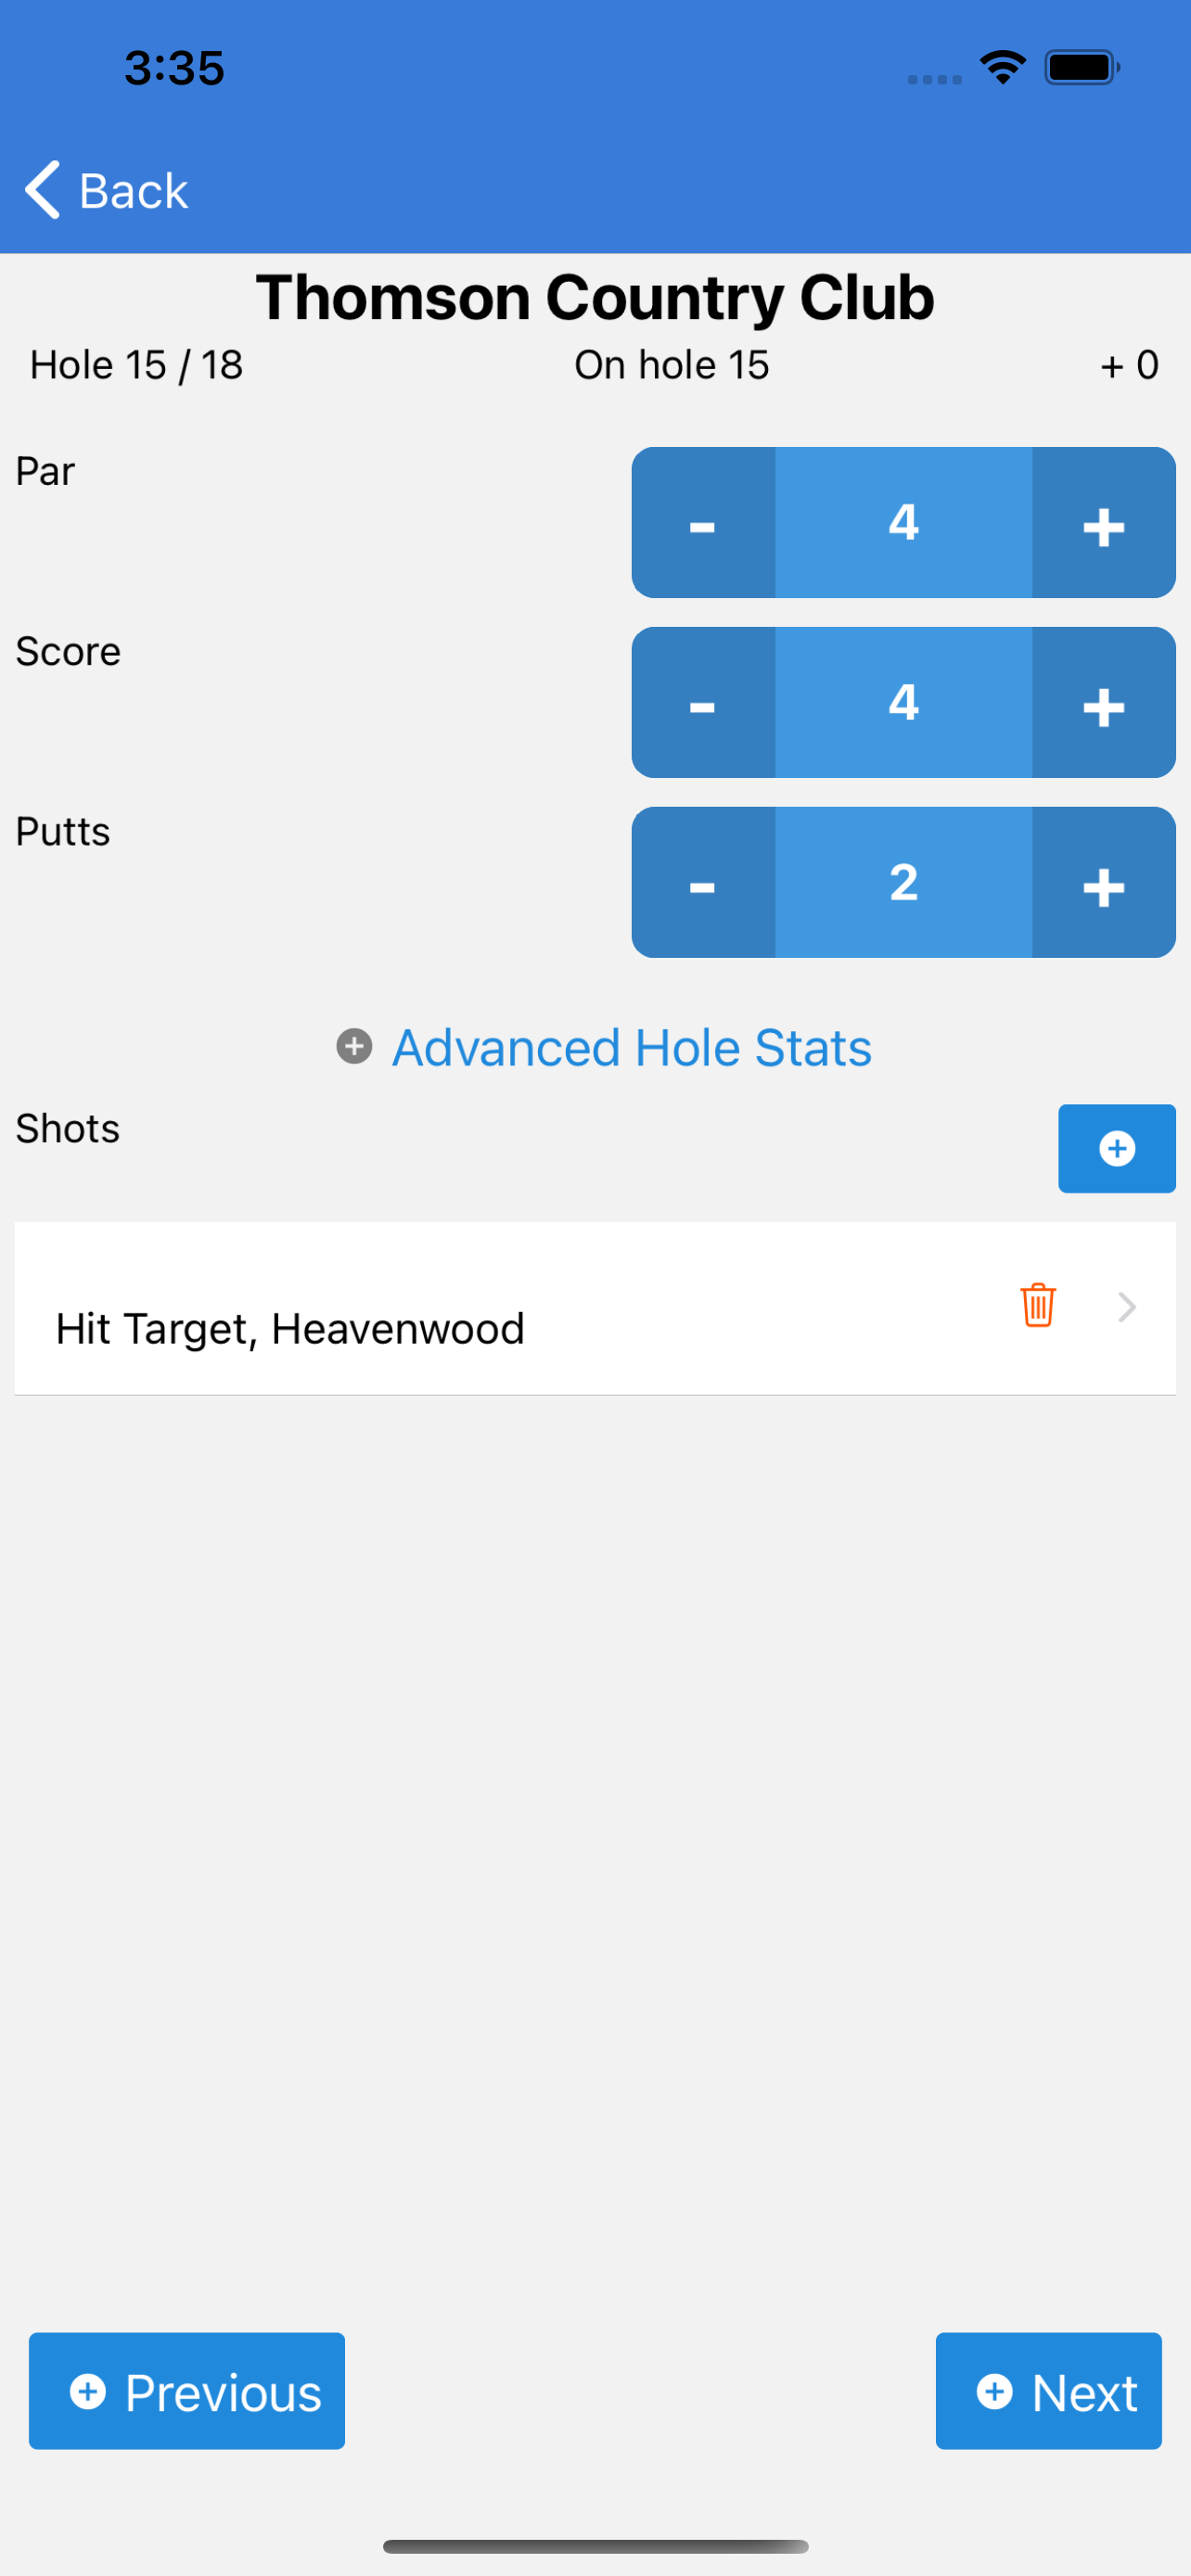 3:35
Back
Thomson Country Club
Hole 15 / 18 On hole 15 + 0
Par - 4 +
Score - 4 +
Putts - 2 +
Advanced Hole Stats
Shots
Hit Target, Heavenwood
Previous Next